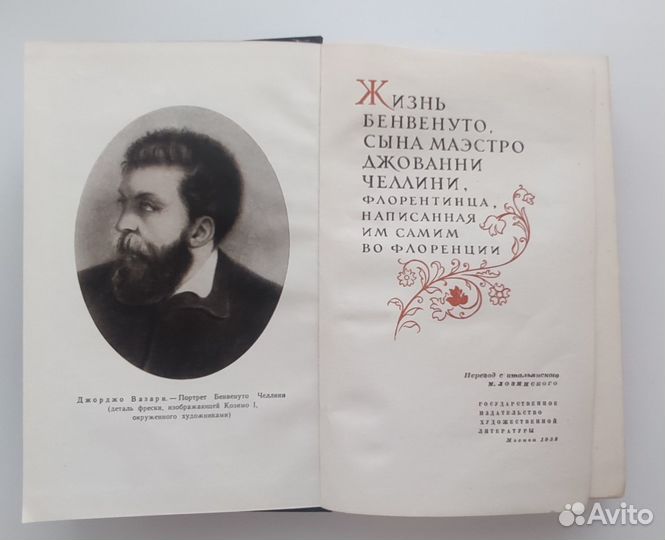 Джорджо Вазари. — Портрет Бенвенуто Челлини
(деталь фрески, изображающей Козимо I,
окруженного художниками)
Жизнь
Бенвенуто,
сына маэстро
Джованни
Челлини,
флорентинца,
написанная
им самим
во Флоренции
Перевод с итальянского
М. Лозинского
ГОСУДАРСТВЕННОЕ
ИЗДАТЕЛЬСТВО
ХУДОЖЕСТВЕННОЙ
ЛИТЕРАТУРЫ
Москва 1958
Avito